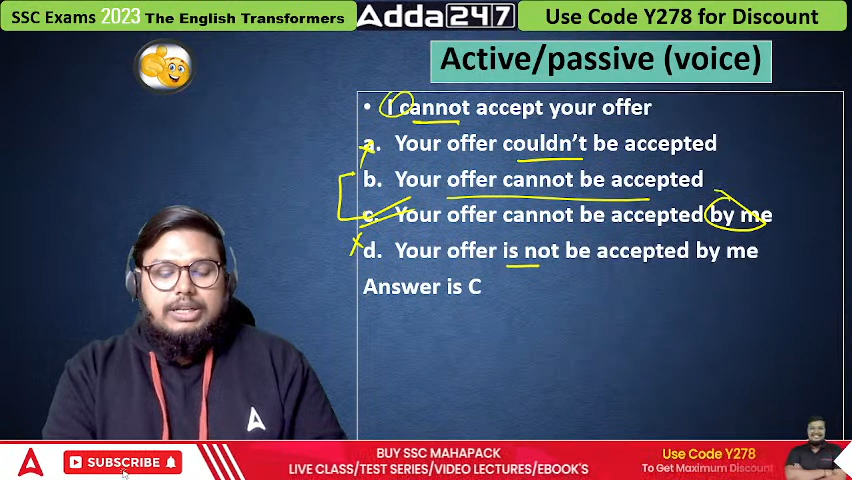 SSC Exams 2023 The English Transformers
Adda247
Use Code Y278 for Discount
Active/passive (voice)
• I cannot accept your offer
a. Your offer couldn't be accepted
b. Your offer cannot be accepted
c. Your offer cannot be accepted by me
d. Your offer is not be accepted by me
Answer is C
SUBSCRIBE
BUY SSC MAHAPACK
LIVE CLASS/TEST SERIES/VIDEO LECTURES/EBOOK'S
Use Code Y278
To Get Maximum Discount